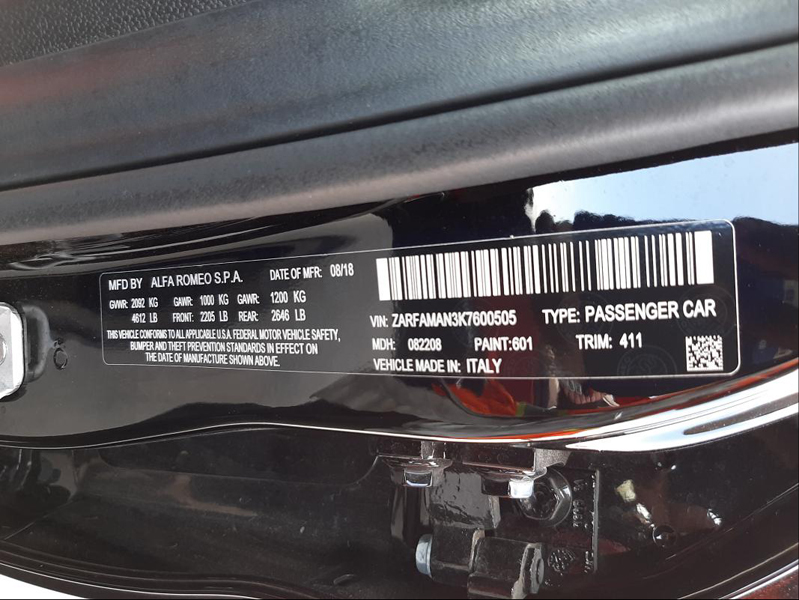 MFD BY ALFA ROMEO S.P.A. DATE OF MFR: 08/18
GVWR: 2092 KG GAWR: 1000 KG GAWR: 1200 KG
4612 LB FRONT: 2205 LB REAR: 2646 LB
THIS VEHICLE CONFORMS TO ALL APPLICABLE U.S.A. FEDERAL MOTOR VEHICLE SAFETY,
BUMPER AND THEFT PREVENTION STANDARDS IN EFFECT ON
THE DATE OF MANUFACTURE SHOWN ABOVE.
VIN: ZARFAMAN3K7600505 TYPE: PASSENGER CAR
MDH: 082208 PAINT:601 TRIM: 411
VEHICLE MADE IN: ITALY